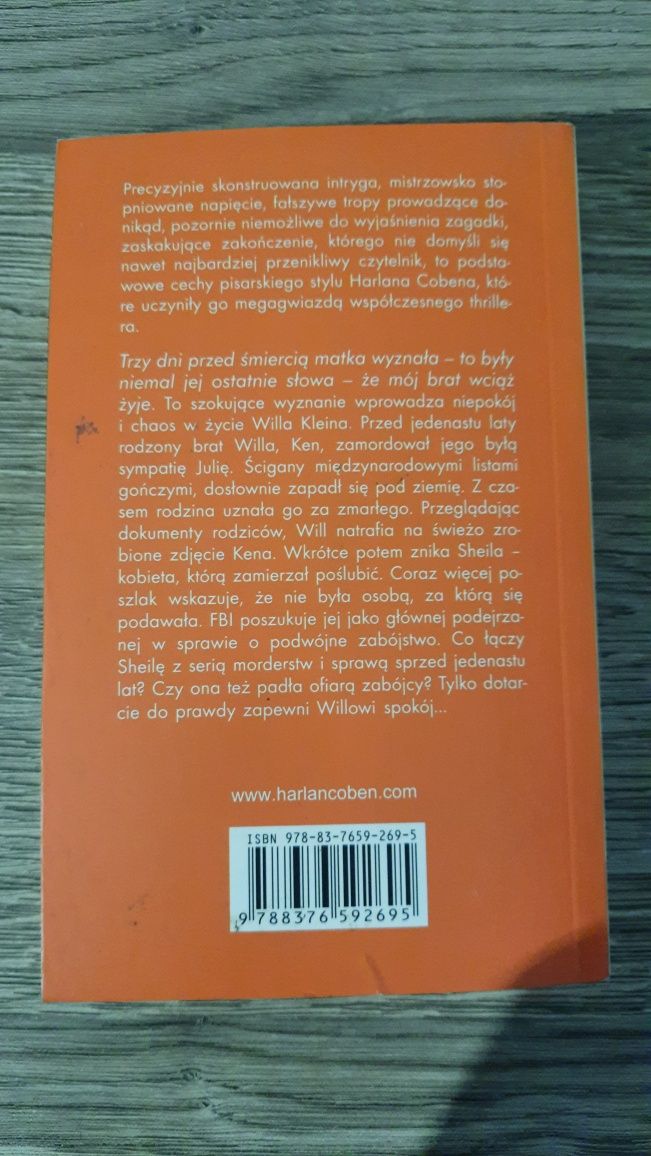 Precyzyjnie skonstruowana intryga, mistrzowsko sto-
pniowane napięcie, fałszywe tropy prowadzące do-
nikąd, pozornie niemożliwe do wyjaśnienia zagadki,
zaskakujące zakończenie, którego nie domyśli się
nawet najbardziej przenikliwy czytelnik, to podsta-
wowe cechy pisarskiego stylu Harlana Cobena, któ-
re uczyniły go megagwiazdą współczesnego thrille-
ra.
Trzy dni przed śmiercią matka wyznała – to były
niemal jej ostatnie słowa – że mój brat wciąż
żyje. To szokujące wyznanie wprowadza niepokój
i chaos w życie Willa Kleina. Przed jedenastu laty
rodzony brat Willa, Ken, zamordował jego byłą
sympatię Julię. Ścigany międzynarodowymi listami
gończymi, dosłownie zapadł się pod ziemię. Z cza-
sem rodzina uznała go za zmarłego. Przeglądając
dokumenty rodziców, Will natrafia na świeżo zro-
bione zdjęcie Kena. Wkrótce potem znika Sheila –
kobieta, którą zamierzał poślubić. Coraz więcej po-
szlak wskazuje, że nie była osobą, za którą się
podawała. FBI poszukuje jej jako głównej podejrza-
nej w sprawie o podwójne zabójstwo. Co łączy
Sheilę z serią morderstw i sprawą sprzed jedenastu
lat? Czy ona też padła ofiarą zabójcy? Tylko dotar-
cie do prawdy zapewni Willowi spokój...
www.harlancoben.com
ISBN 978-83-7659-269-5
9 788376 592695